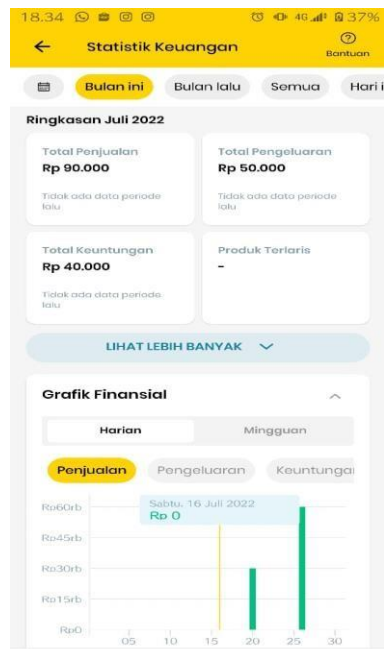 18.34 4G 37%
Statistik Keuangan
Bantuan
Bulan ini Bulan lalu Semua Hari i
Ringkasan Juli 2022
Total Penjualan
Rp 90.000
Tidak ada data periode
lalu
Total Pengeluaran
Rp 50.000
Tidak ada data periode
lalu
Total Keuntungan
Rp 40.000
Tidak ada data periode
lalu
Produk Terlaris
-
LIHAT LEBIH BANYAK
Grafik Finansial
Harian Mingguan
Penjualan Pengeluaran Keuntunga
Sabtu, 16 Juli 2022
Rp 0
Rp60rb
Rp45rb
Rp30rb
Rp15rb
Rp0
05 10 15 20 25 30